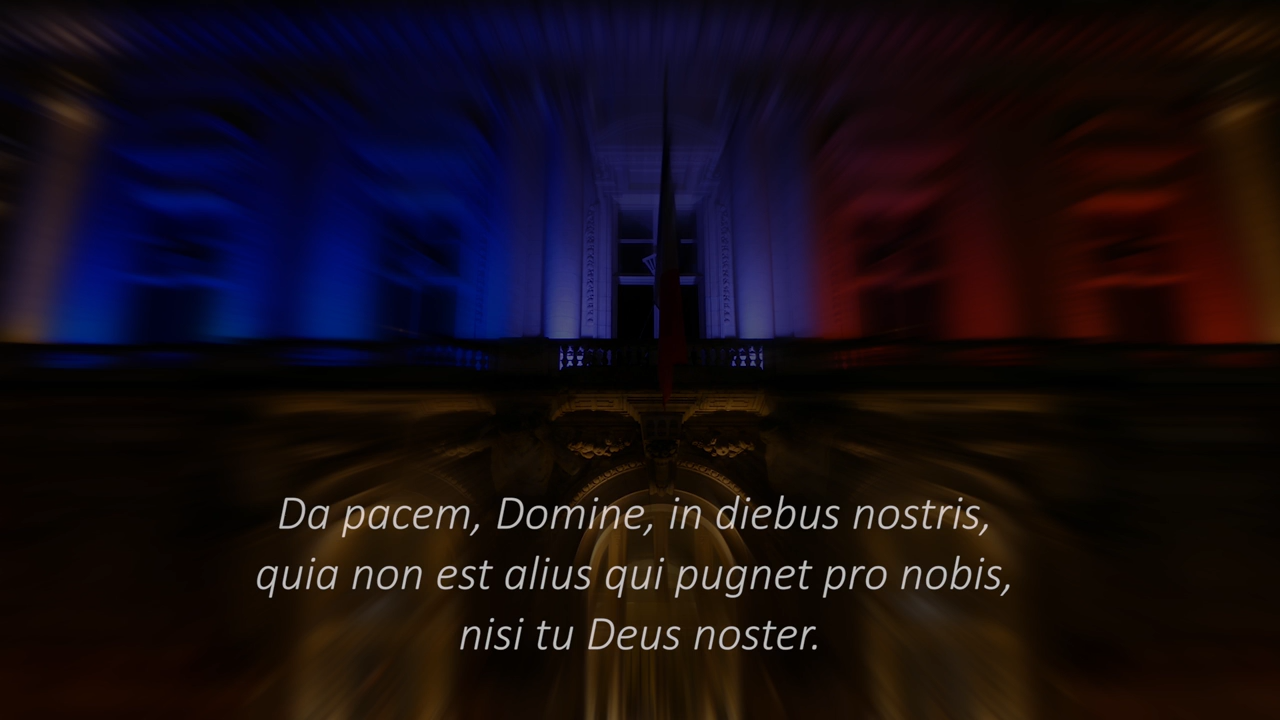 Da pacem, Domine, in diebus nostris,
quia non est alius qui pugnet pro nobis,
nisi tu Deus noster.